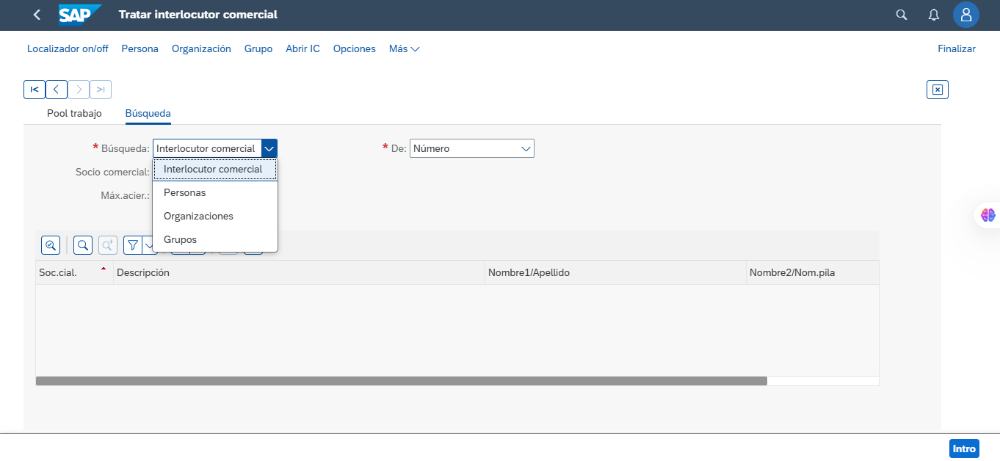 SAP Tratar interlocutor comercial
Localizador on/off Persona Organización Grupo Abrir IC Opciones Más Finalizar
Pool trabajo Búsqueda
* Búsqueda: Interlocutor comercial * De: Número
Interlocutor comercial
Socio comercial:
Personas
Máx.acier.:
Organizaciones
Grupos
Soc.cial. Descripción Nombre1/Apellido Nombre2/Nom.pila
Intro